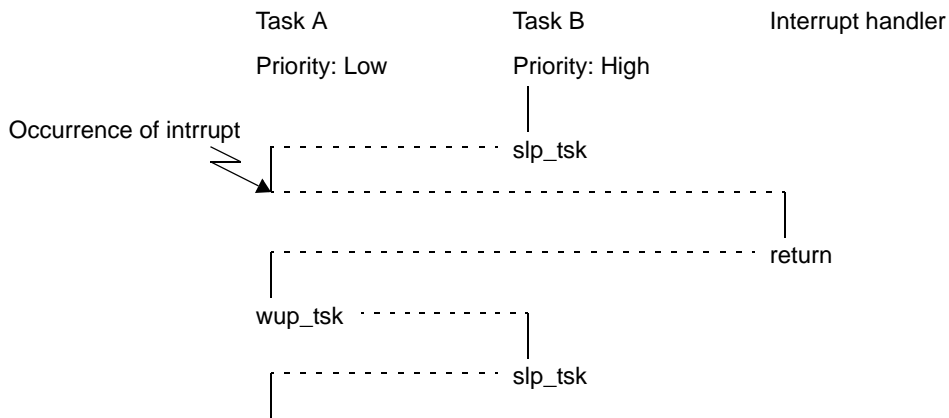 Task A Task B Interrupt handler
Priority: Low Priority: High
Occurrence of intrrupt
slp_tsk
return
wup_tsk
slp_tsk